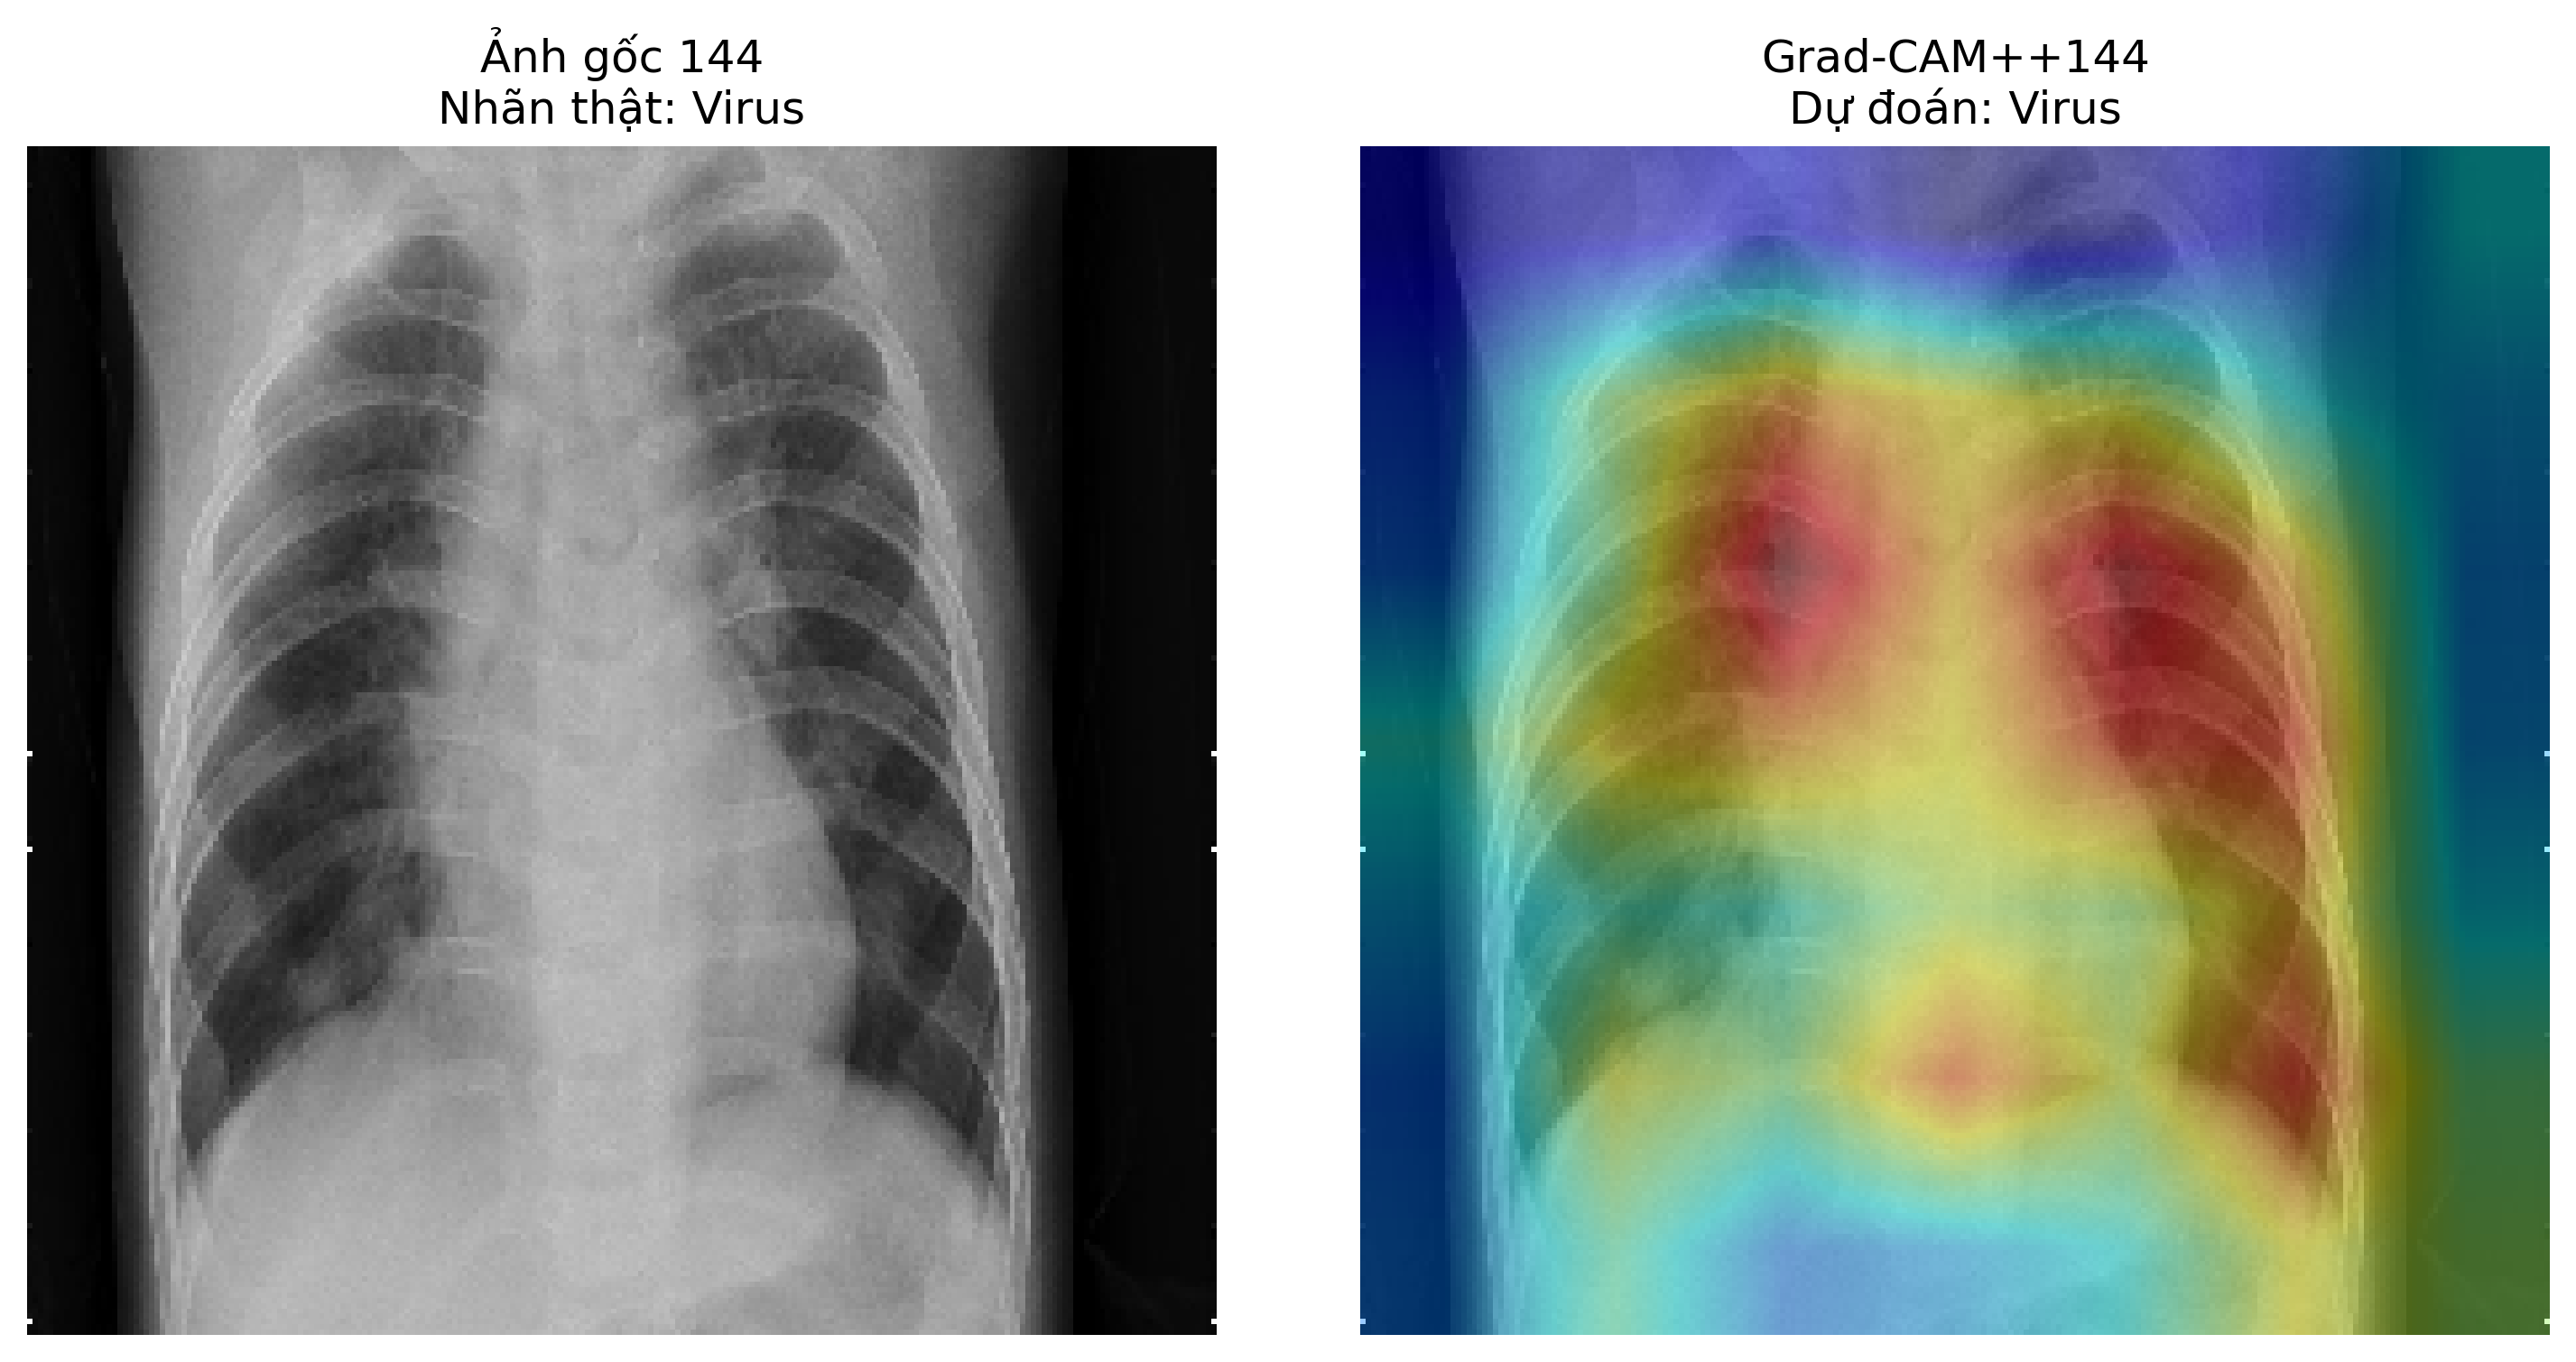 Ảnh gốc 144
Nhãn thật: Virus
Grad-CAM++144
Dự đoán: Virus